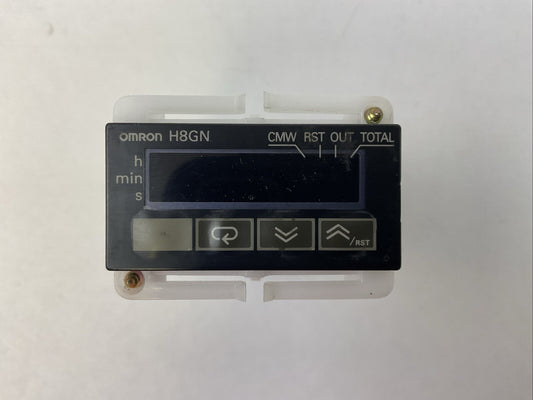 OMRON H8GN
CMW RST OUT TOTAL
h
min
s
/RST